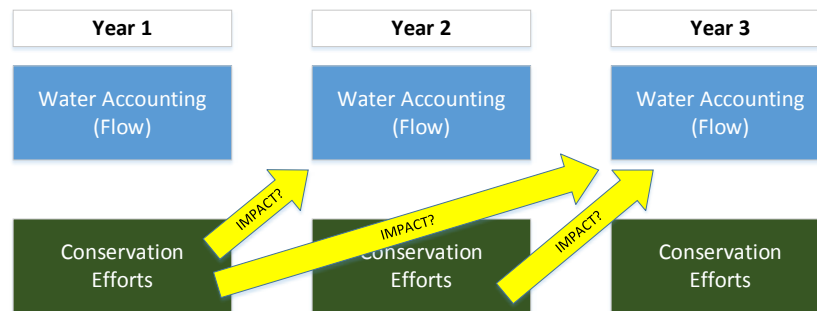 Year 1
Year 2
Year 3
Water Accounting
(Flow)
Water Accounting
(Flow)
Water Accounting
(Flow)
IMPACT?
IMPACT?
IMPACT?
Conservation
Efforts
Conservation
Efforts
Conservation
Efforts